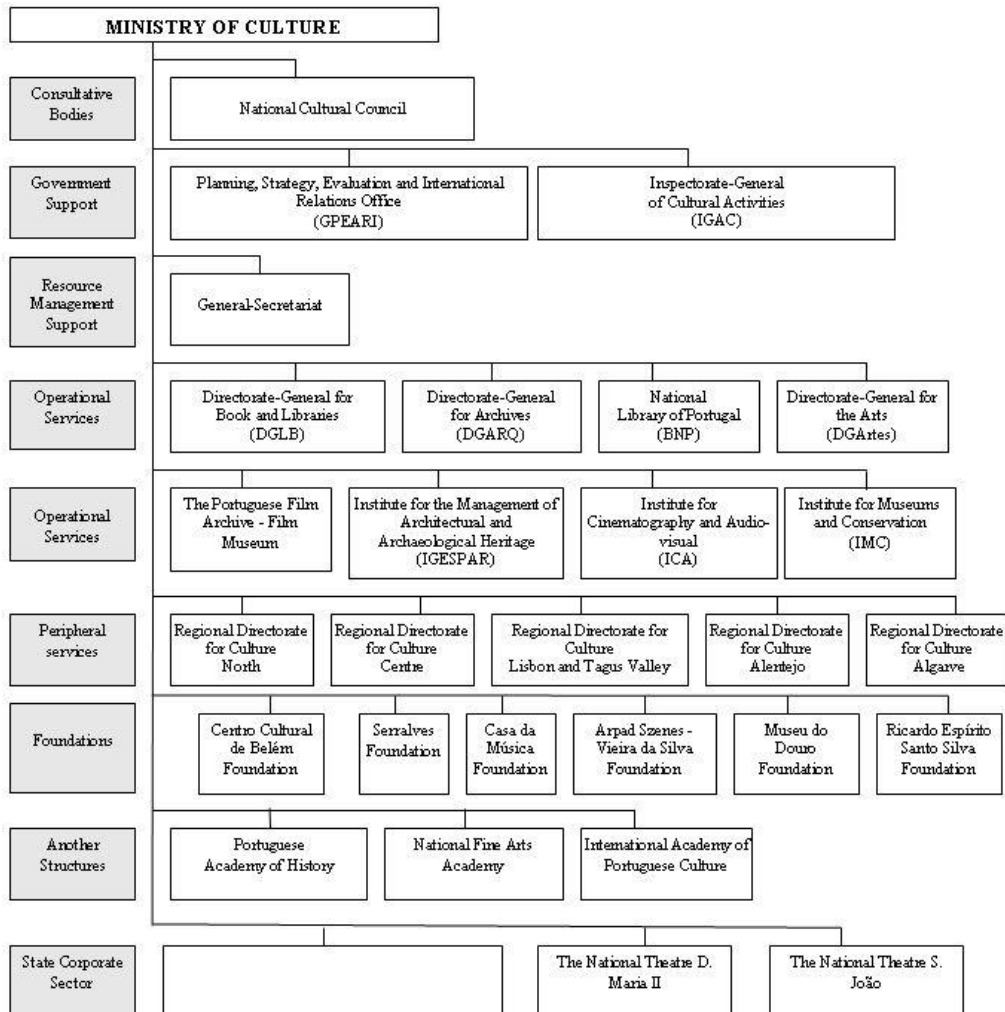 MINISTRY OF CULTURE
Consultative
Bodies
National Cultural Council
Government
Support
Planning, Strategy, Evaluation and International
Relations Office
(GPEARI)
Inspectorate-General
of Cultural Activities
(IGAC)
Resource
Management
Support
General-Secretariat
Operational
Services
Directorate-General for
Book and Libraries
(DGLB)
Directorate-General
for Archives
(DGARQ)
National
Library of Portugal
(BNP)
Directorate-General for
the Arts
(DGArtes)
Operational
Services
The Portuguese Film
Archive - Film
Museum
Institute for the Management of
Architectural and
Archaeological Heritage
(IGESPAR)
Institute for
Cinematography and Audio-
visual
(ICA)
Institute for Museums
and Conservation
(IMC)
Peripheral
services
Regional Directorate
for Culture
North
Regional Directorate
for Culture
Centre
Regional Directorate for
Culture
Lisbon and Tagus Valley
Regional Directorate
for Culture
Alentejo
Regional Directorate
for Culture
Algarve
Foundations
Centro Cultural
de Belém
Foundation
Serralves
Foundation
Casa da
Música
Foundation
Arpad Szenes -
Vieira da Silva
Foundation
Museu do
Douro
Foundation
Ricardo Espírito
Santo Silva
Foundation
Another
Structures
Portuguese
Academy of History
National Fine Arts
Academy
International Academy of
Portuguese Culture
State Corporate
Sector
The National Theatre D.
Maria II
The National Theatre S.
João